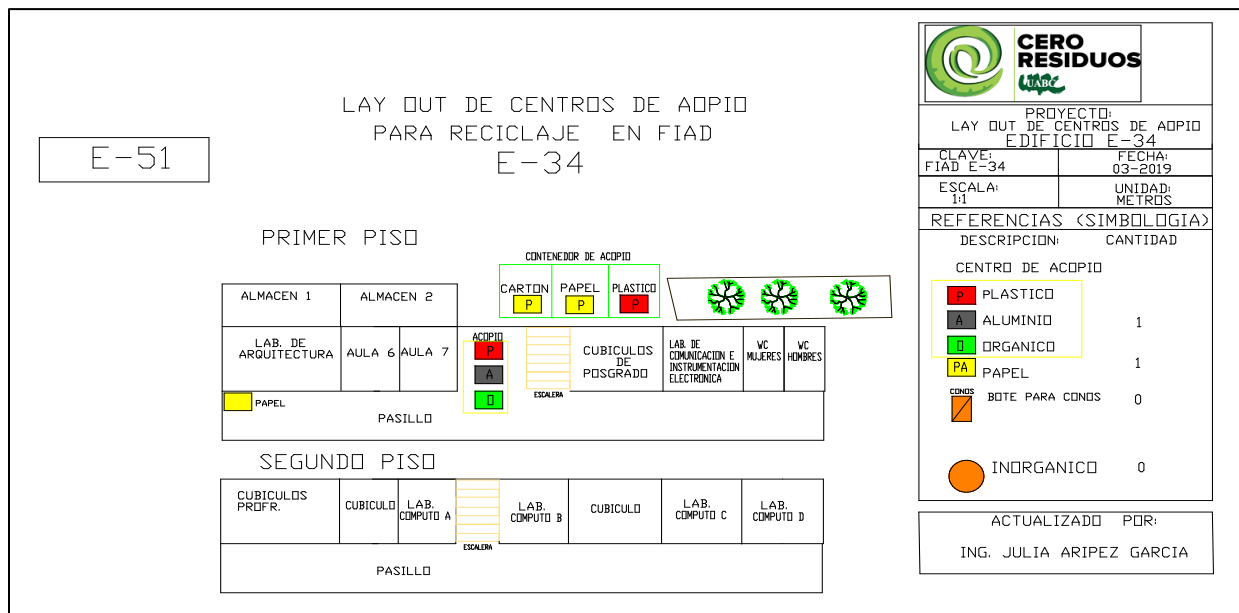 LAY OUT DE CENTROS DE AOPIO
PARA RECICLAJE EN FIAD
E-34
E-51
PRIMER PISO
CONTENEDOR DE ACOPIO
CARTON PAPEL PLASTICO
P P P
ALMACEN 1 ALMACEN 2
LAB. DE
ARQUITECTURA
AULA 6 AULA 7
ACOPIO
P
A
O
ESCALERA
CUBICULOS
DE
POSGRADO
LAB. DE
COMUNICACION E
INSTRUMENTACION
ELECTRONICA
WC
MUJERES
WC
HOMBRES
PAPEL
PASILLO
SEGUNDO PISO
CUBICULOS
PROFR.
CUBICULO
LAB.
COMPUTO A
ESCALERA
LAB.
COMPUTO B
CUBICULO
LAB.
COMPUTO C
LAB.
COMPUTO D
PASILLO
CERO
RESIDUOS
UABC
PROYECTO:
LAY OUT DE CENTROS DE AOPIO
EDIFICIO E-34
CLAVE:
FIAD E-34
FECHA:
03-2019
ESCALA:
1:1
UNIDAD:
METROS
REFERENCIAS (SIMBOLOGIA)
DESCRIPCION: CANTIDAD
CENTRO DE ACOPIO
P PLASTICO
A ALUMINIO 1
O ORGANICO
PA PAPEL 1
CONOS
BOTE PARA CONOS 0
INORGANICO 0
ACTUALIZADO POR:
ING. JULIA ARIPEZ GARCIA